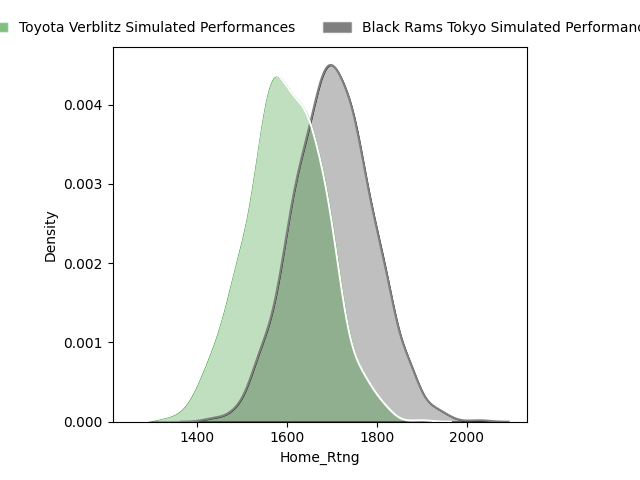 Toyota Verblitz Simulated Performances
Black Rams Tokyo Simulated Performan
0.004
0.003
0.002
0.001
0.000
Density
1400 1600 1800 2000
Home_Rtng